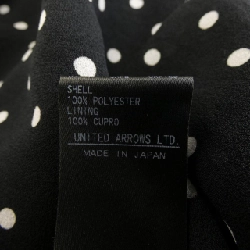 SHELL
100% POLYESTER
LINING
100% CUPRO
UNITED ARROWS LTD.
MADE IN JAPAN